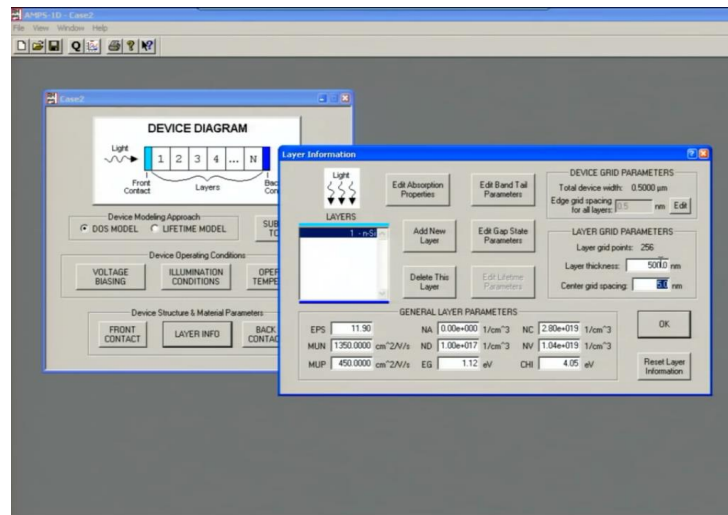 AMPS-1D - Case2
File View Window Help
Case2
DEVICE DIAGRAM
Light
1 2 3 4 ... N
Front
Contact
Layers
Device Modeling Approach
DOS MODEL LIFETIME MODEL
Device Operating Conditions
VOLTAGE
BIASING
ILLUMINATION
CONDITIONS
Device Structure & Material Parameters
FRONT
CONTACT
LAYER INFO
BACK
Layer Information
Light
LAYERS
Edit Absorption
Properties
Edit Band Tail
Parameters
Add New
Layer
Edit Gap State
Parameters
Delete This
Layer
Edit Lifetime
Parameters
DEVICE GRID PARAMETERS
Total device width: 0.5000 µm
Edge grid spacing
for all layers: 0.5 nm Edit
LAYER GRID PARAMETERS
Layer grid points: 256
Layer thickness: 500.0 nm
Center grid spacing: 5.0 nm
GENERAL LAYER PARAMETERS
EPS 11.90 NA 0.00e+000 1/cm^3 NC 2.80e+019 1/cm^3
MUN 1350.0000 cm^2/V/s ND 1.00e+017 1/cm^3 NV 1.04e+019 1/cm^3
MUP 450.0000 cm^2/V/s EG 1.12 eV CHI 4.05 eV
OK
Reset Layer
Information